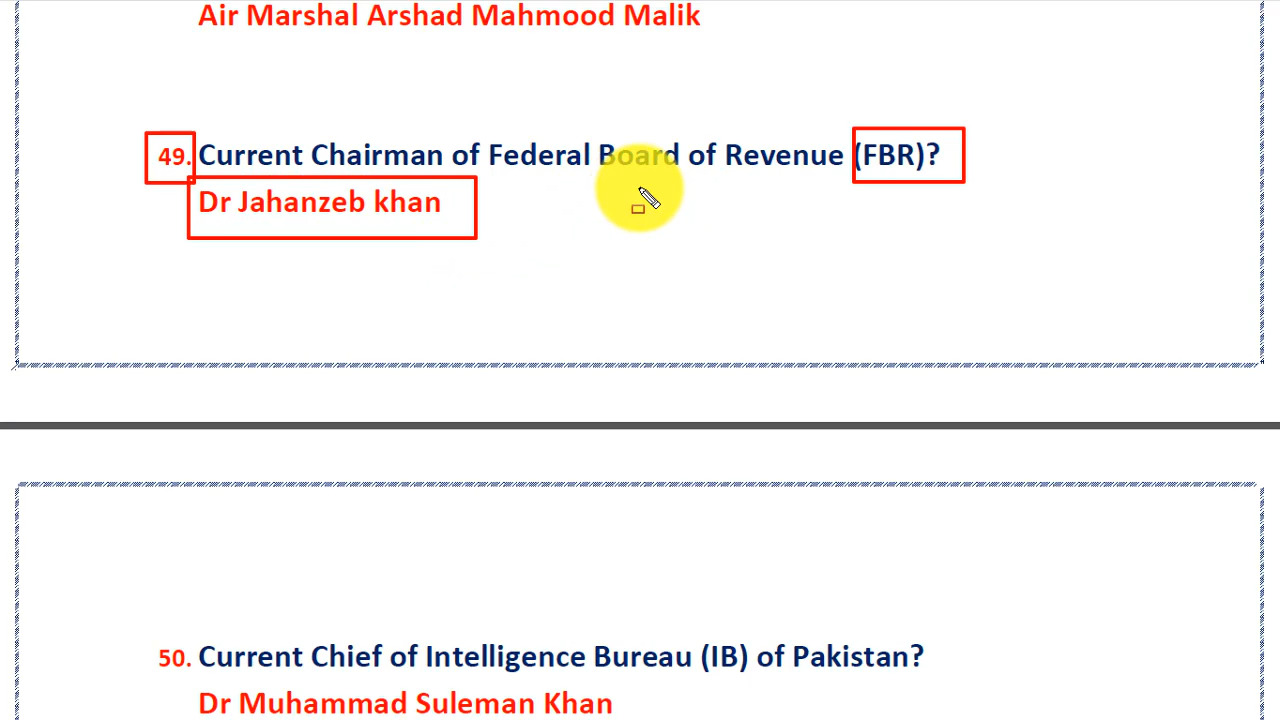 Air Marshal Arshad Mahmood Malik
49. Current Chairman of Federal Board of Revenue (FBR)?
Dr Jahanzeb khan
50. Current Chief of Intelligence Bureau (IB) of Pakistan?
Dr Muhammad Suleman Khan